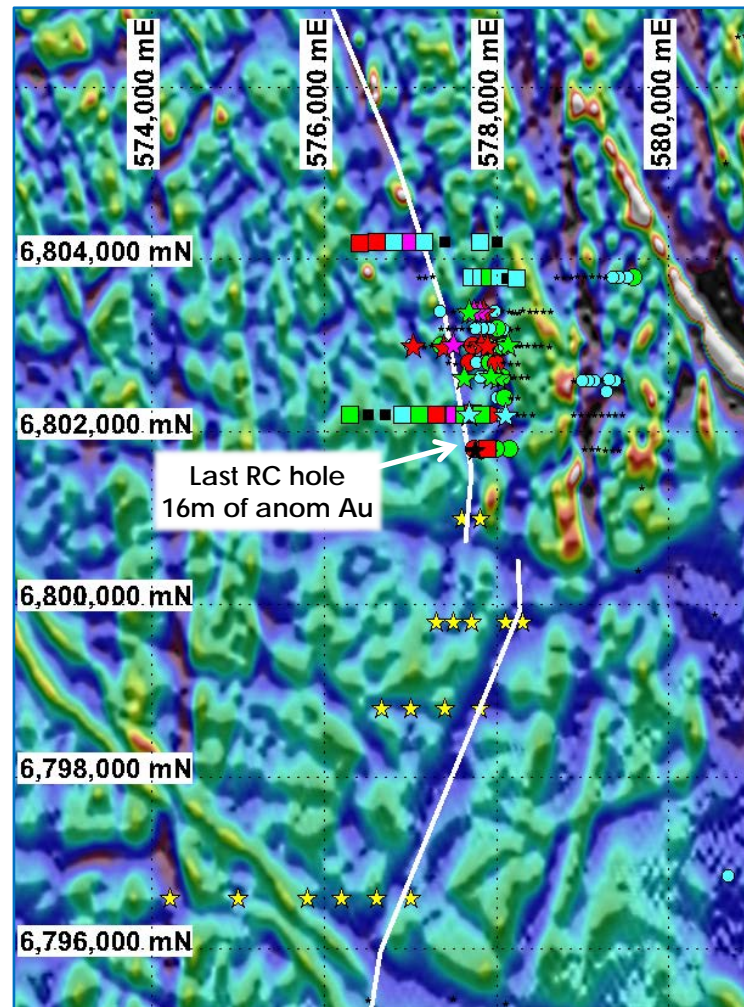 574,000 mE
576,000 mE
578,000 mE
580,000 mE
6,804,000 mN
6,802,000 mN
Last RC hole
16m of anom Au
6,800,000 mN
6,798,000 mN
6,796,000 mN